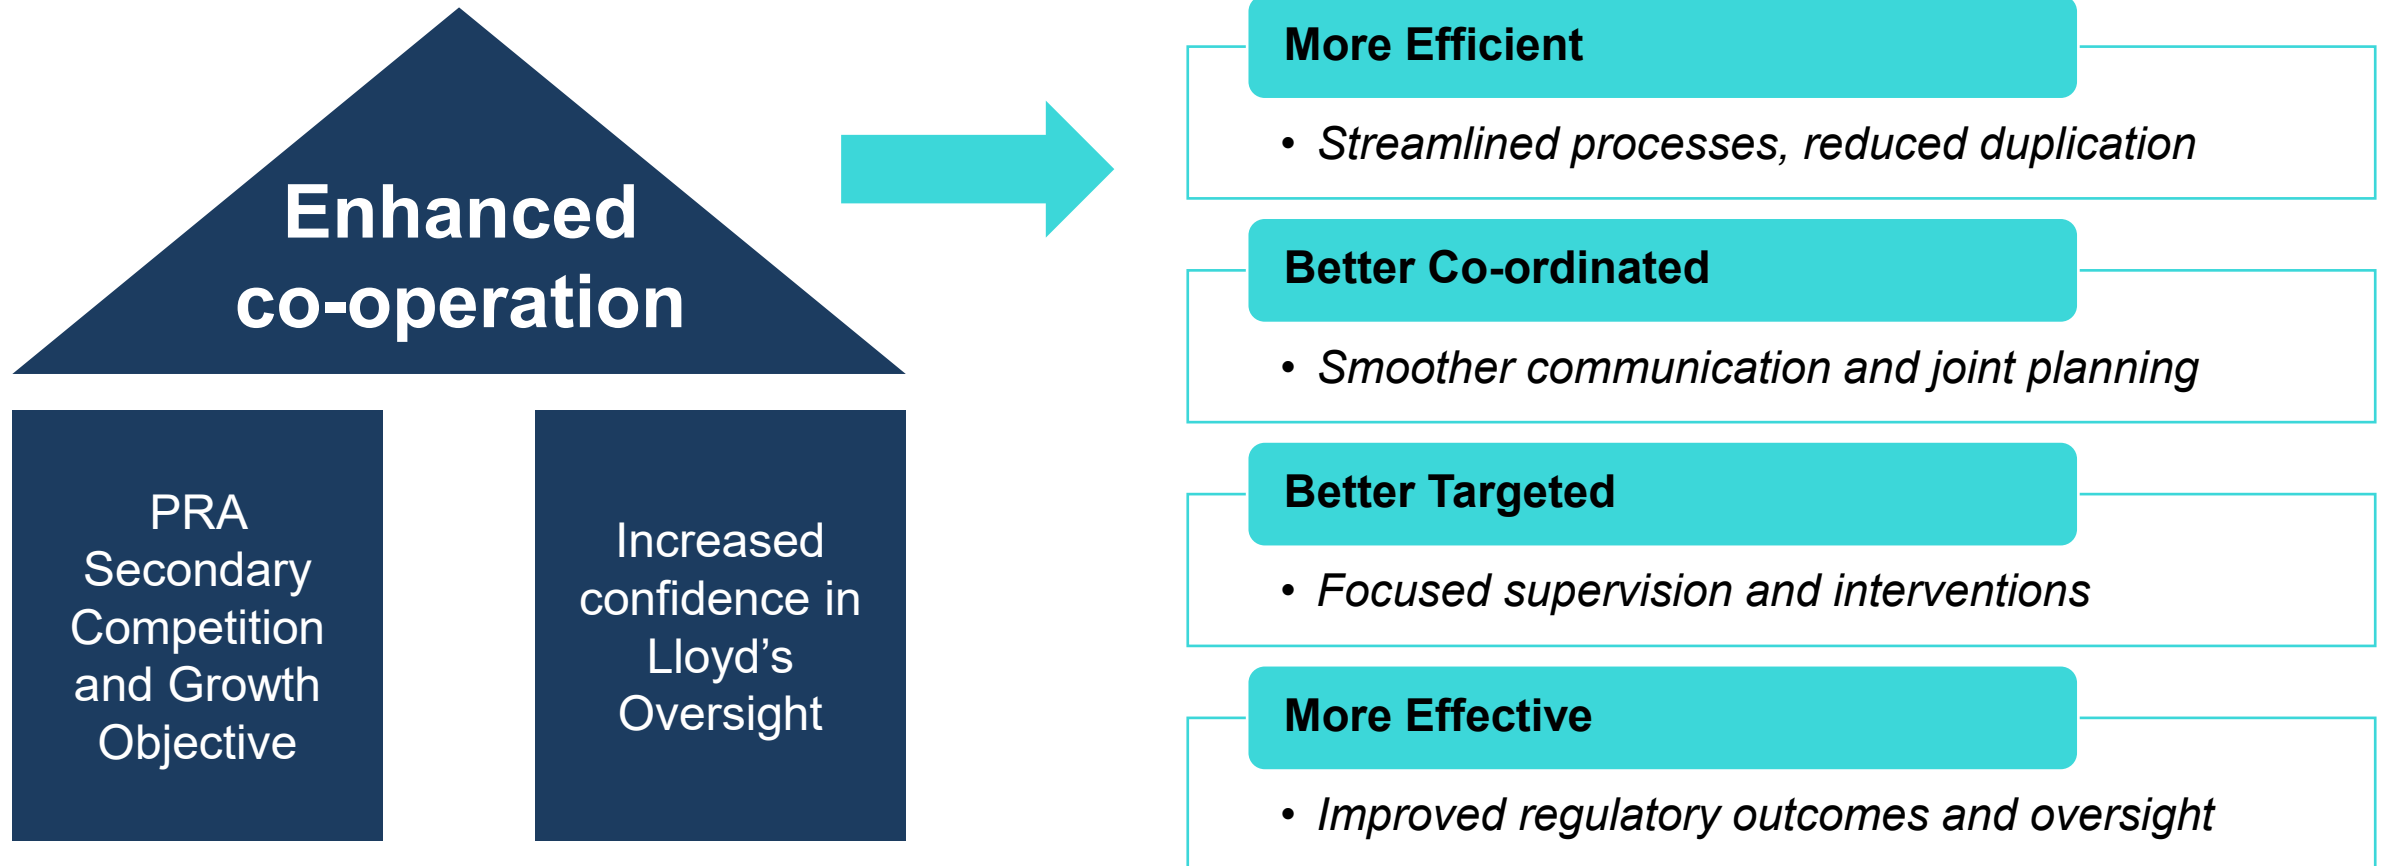 Enhanced
co-operation
PRA
Secondary
Competition
and Growth
Objective
Increased
confidence in
Lloyd’s
Oversight
More Efficient
• Streamlined processes, reduced duplication
Better Co-ordinated
• Smoother communication and joint planning
Better Targeted
• Focused supervision and interventions
More Effective
• Improved regulatory outcomes and oversight